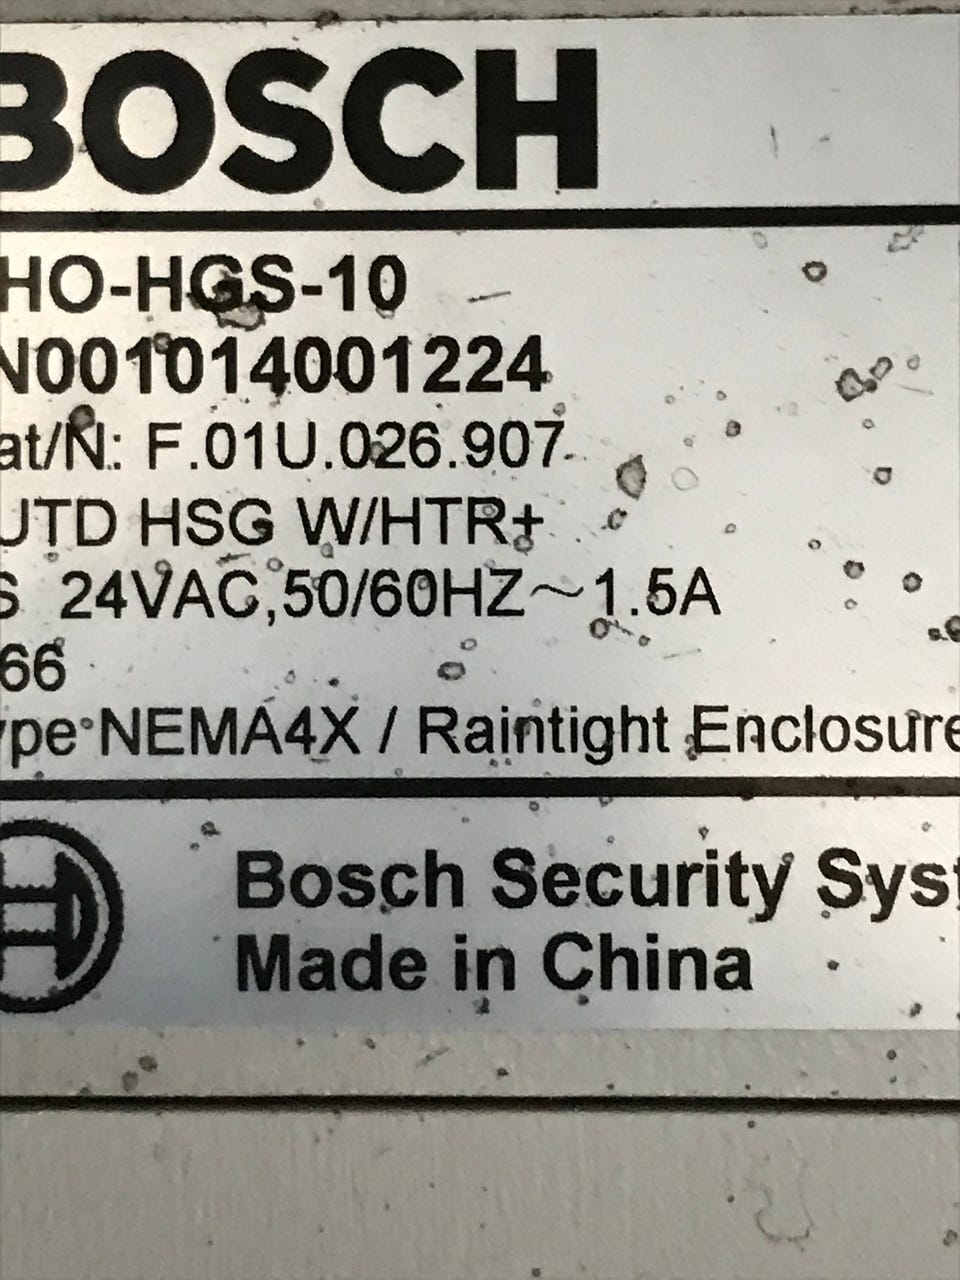 BOSCH
HO-HGS-10
N001014001224
at/N: F.01U.026.907
UTD HSG W/HTR+
S 24VAC,50/60HZ~1.5A
66
ype NEMA4X / Raintight Enclosure
Bosch Security Syst
Made in China